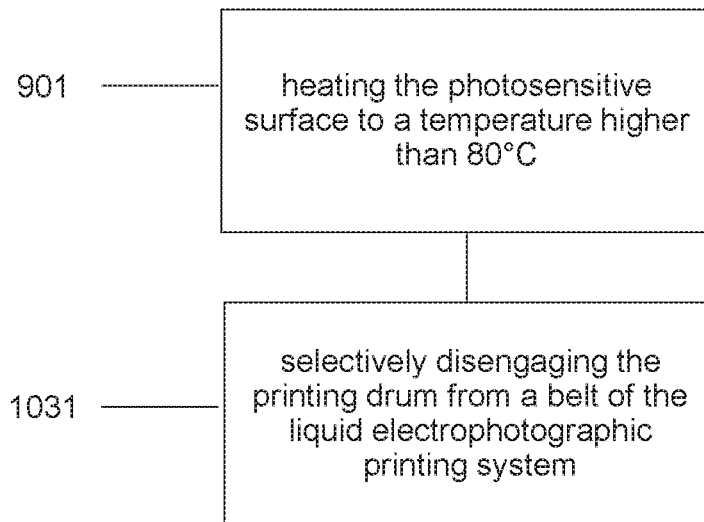 901
heating the photosensitive
surface to a temperature higher
than 80°C
1031
selectively disengaging the
printing drum from a belt of the
liquid electrophotographic
printing system